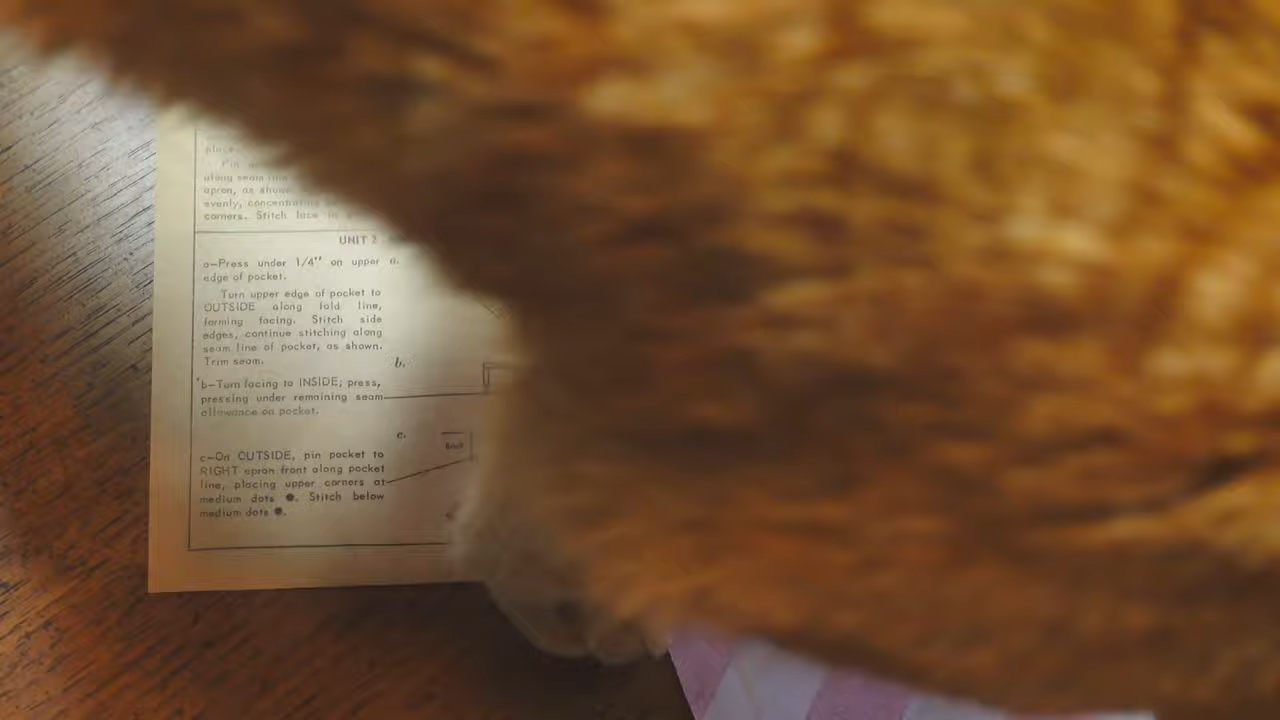 along seam line
apron, as shown
evenly, concentrating
corners. Stitch lace
UNIT 2
a—Press under 1/4" on upper a.
edge of pocket.
Turn upper edge of pocket to
OUTSIDE along fold line,
forming facing. Stitch side
edges, continue stitching along
seam line of pocket, as shown.
Trim seam.
b.
b—Turn facing to INSIDE; press,
pressing under remaining seam
allowance on pocket.
c.
c—On OUTSIDE, pin pocket to
RIGHT apron front along pocket
line, placing upper corners at
medium dots ●. Stitch below
medium dots ●.